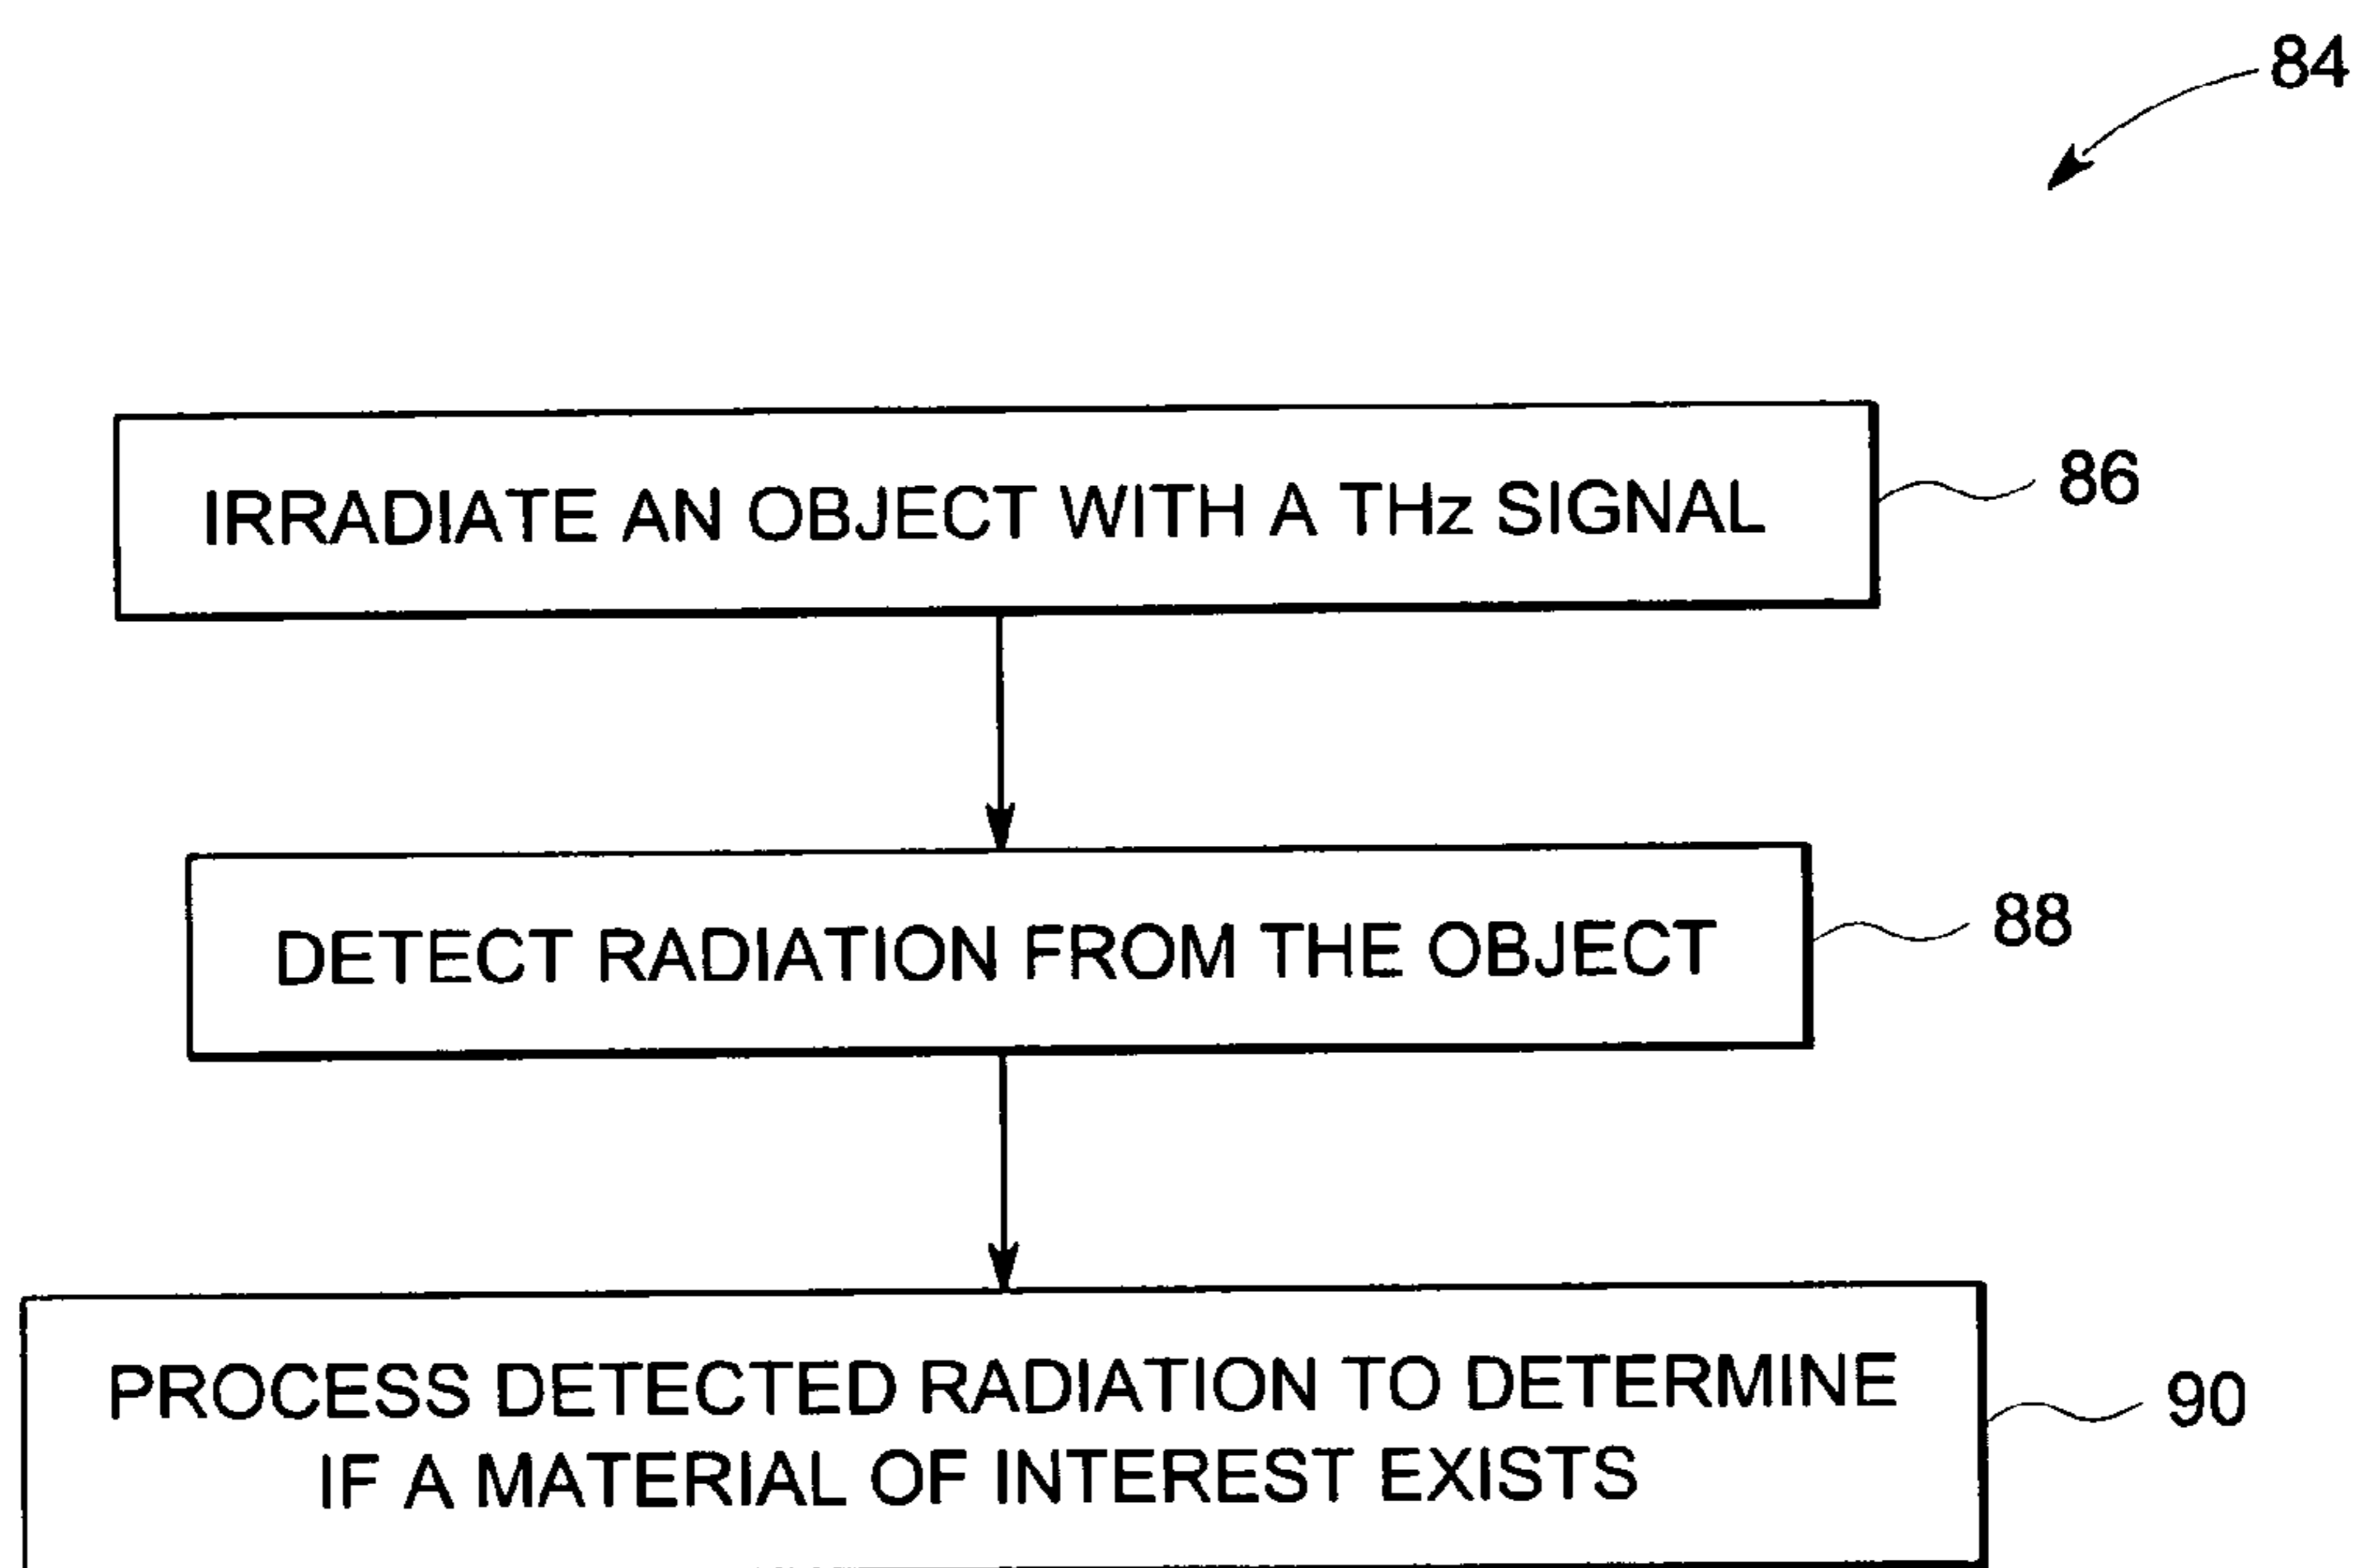 84
IRRADIATE AN OBJECT WITH A THz SIGNAL
86
DETECT RADIATION FROM THE OBJECT
88
PROCESS DETECTED RADIATION TO DETERMINE
IF A MATERIAL OF INTEREST EXISTS
90